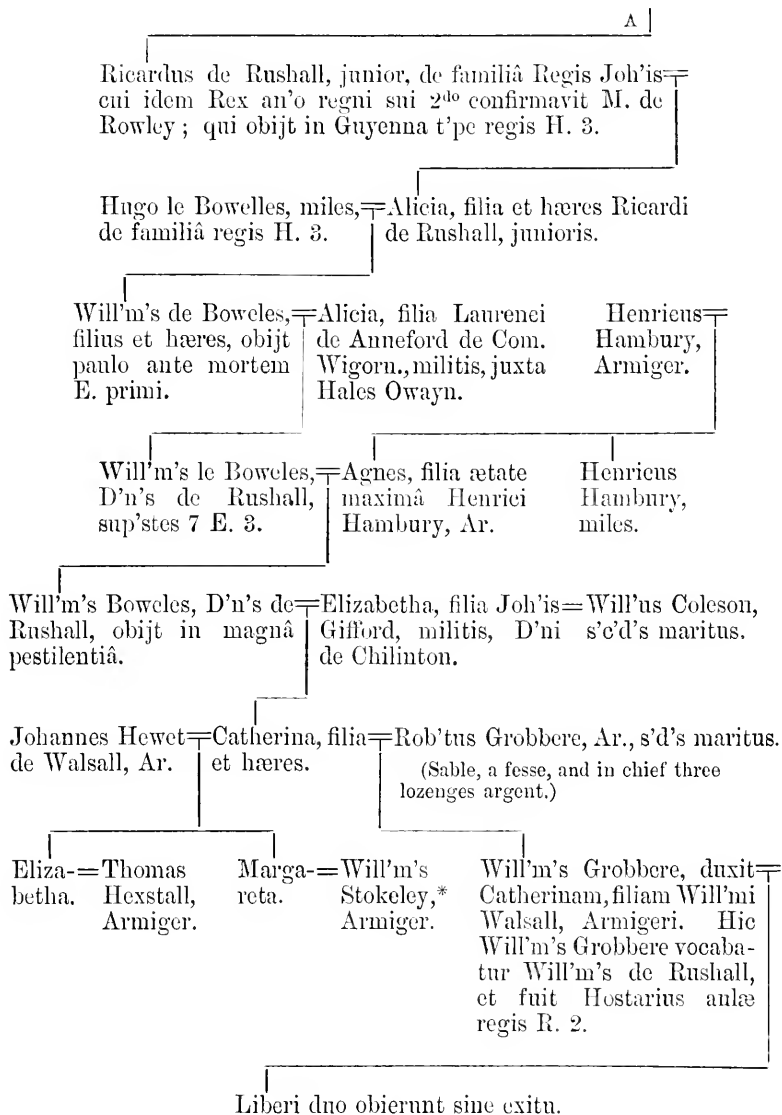 A
Ricardus de Rushall, junior, de familiâ Regis Joh'is
cui idem Rex an'o regni sui 2do confirmavit M. de
Rowley ; qui obijt in Guyenna t'pe regis H. 3.
Hugo le Bowelles, miles,
de familiâ regis H. 3.
Alicia, filia et hæres Ricardi
de Rushall, junioris.
Will'm's de Boweles,
filius et hæres, obijt
paulo ante mortem
E. primi.
Alicia, filia Laurenci
de Anneford de Com.
Wigorn., militis, juxta
Hales Owayn.
Henricus
Hambury,
Armiger.
Will'm's le Boweles,
D'n's de Rushall,
sup'stes 7 E. 3.
Agnes, filia ætate
maximâ Henrici
Hambury, Ar.
Henricus
Hambury,
miles.
Will'm's Boweles, D'n's de
Rushall, obijt in magnâ
pestilentiâ.
Elizabetha, filia Joh'is
Gifford, militis, D'ni
de Chilinton.
Will'us Coleson,
s'c'd's maritus.
Johannes Hewet
de Walsall, Ar.
Catherina, filia
et hæres.
Rob'tus Grobbere, Ar., s'd's maritus.
(Sable, a fesse, and in chief three
lozenges argent.)
Eliza-
betha.
Thomas
Hexstall,
Armiger.
Marga-
reta.
Will'm's
Stokeley,*
Armiger.
Will'm's Grobbere, duxit
Catherinam, filiam Will'mi
Walsall, Armigeri. Hic
Will'm's Grobbere vocaba-
tur Will'm's de Rushall,
et fuit Hostarius aulæ
regis R. 2.
Liberi duo obierunt sine exitu.